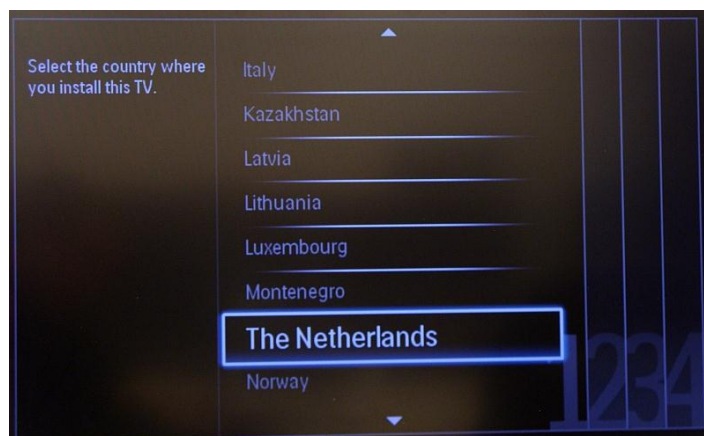 Select the country where
you install this TV.
Italy
Kazakhstan
Latvia
Lithuania
Luxembourg
Montenegro
The Netherlands
Norway
1234